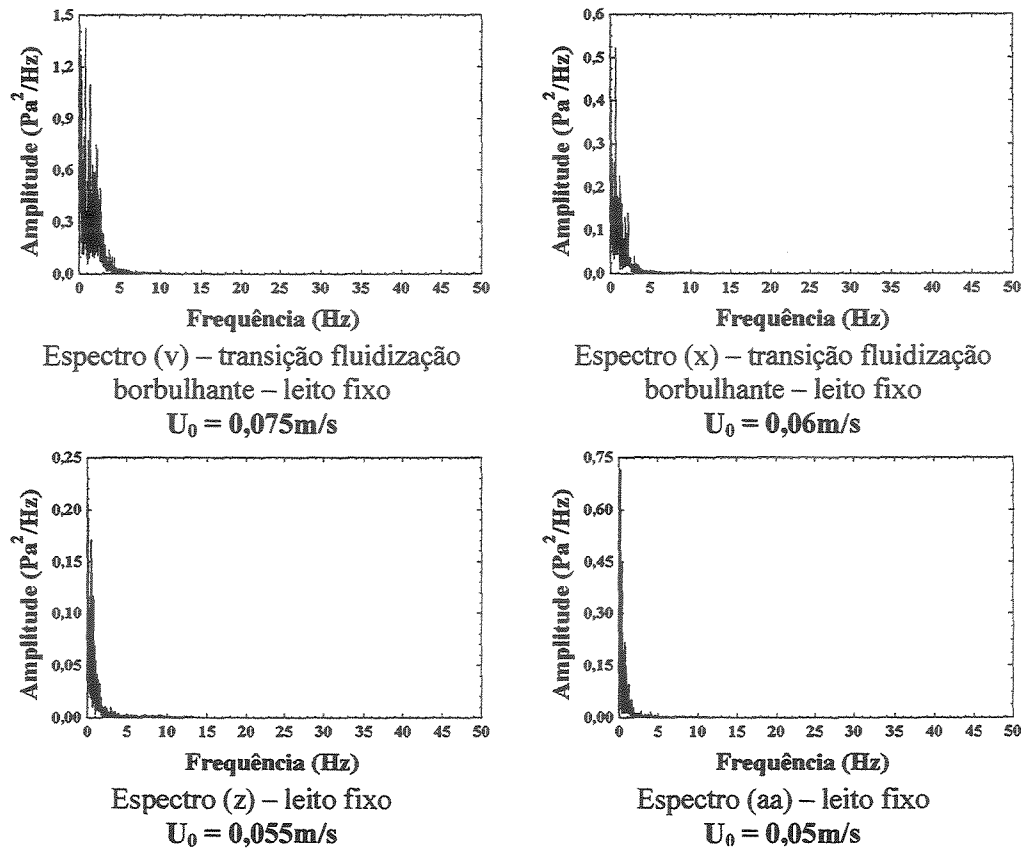 1,5
1,2
0,9
0,6
0,3
0,0
Amplitude (Pa²/Hz)
0 5 10 15 20 25 30 35 40 45 50
Frequência (Hz)
Espectro (v) – transição fluidização
borbulhante – leito fixo
U₀ = 0,075m/s
0,6
0,5
0,4
0,3
0,2
0,1
0,0
Amplitude (Pa²/Hz)
0 5 10 15 20 25 30 35 40 45 50
Frequência (Hz)
Espectro (x) – transição fluidização
borbulhante – leito fixo
U₀ = 0,06m/s
0,25
0,20
0,15
0,10
0,05
0,00
Amplitude (Pa²/Hz)
0 5 10 15 20 25 30 35 40 45 50
Frequência (Hz)
Espectro (z) – leito fixo
U₀ = 0,055m/s
0,75
0,60
0,45
0,30
0,15
0,00
Amplitude (Pa²/Hz)
0 5 10 15 20 25 30 35 40 45 50
Frequência (Hz)
Espectro (aa) – leito fixo
U₀ = 0,05m/s